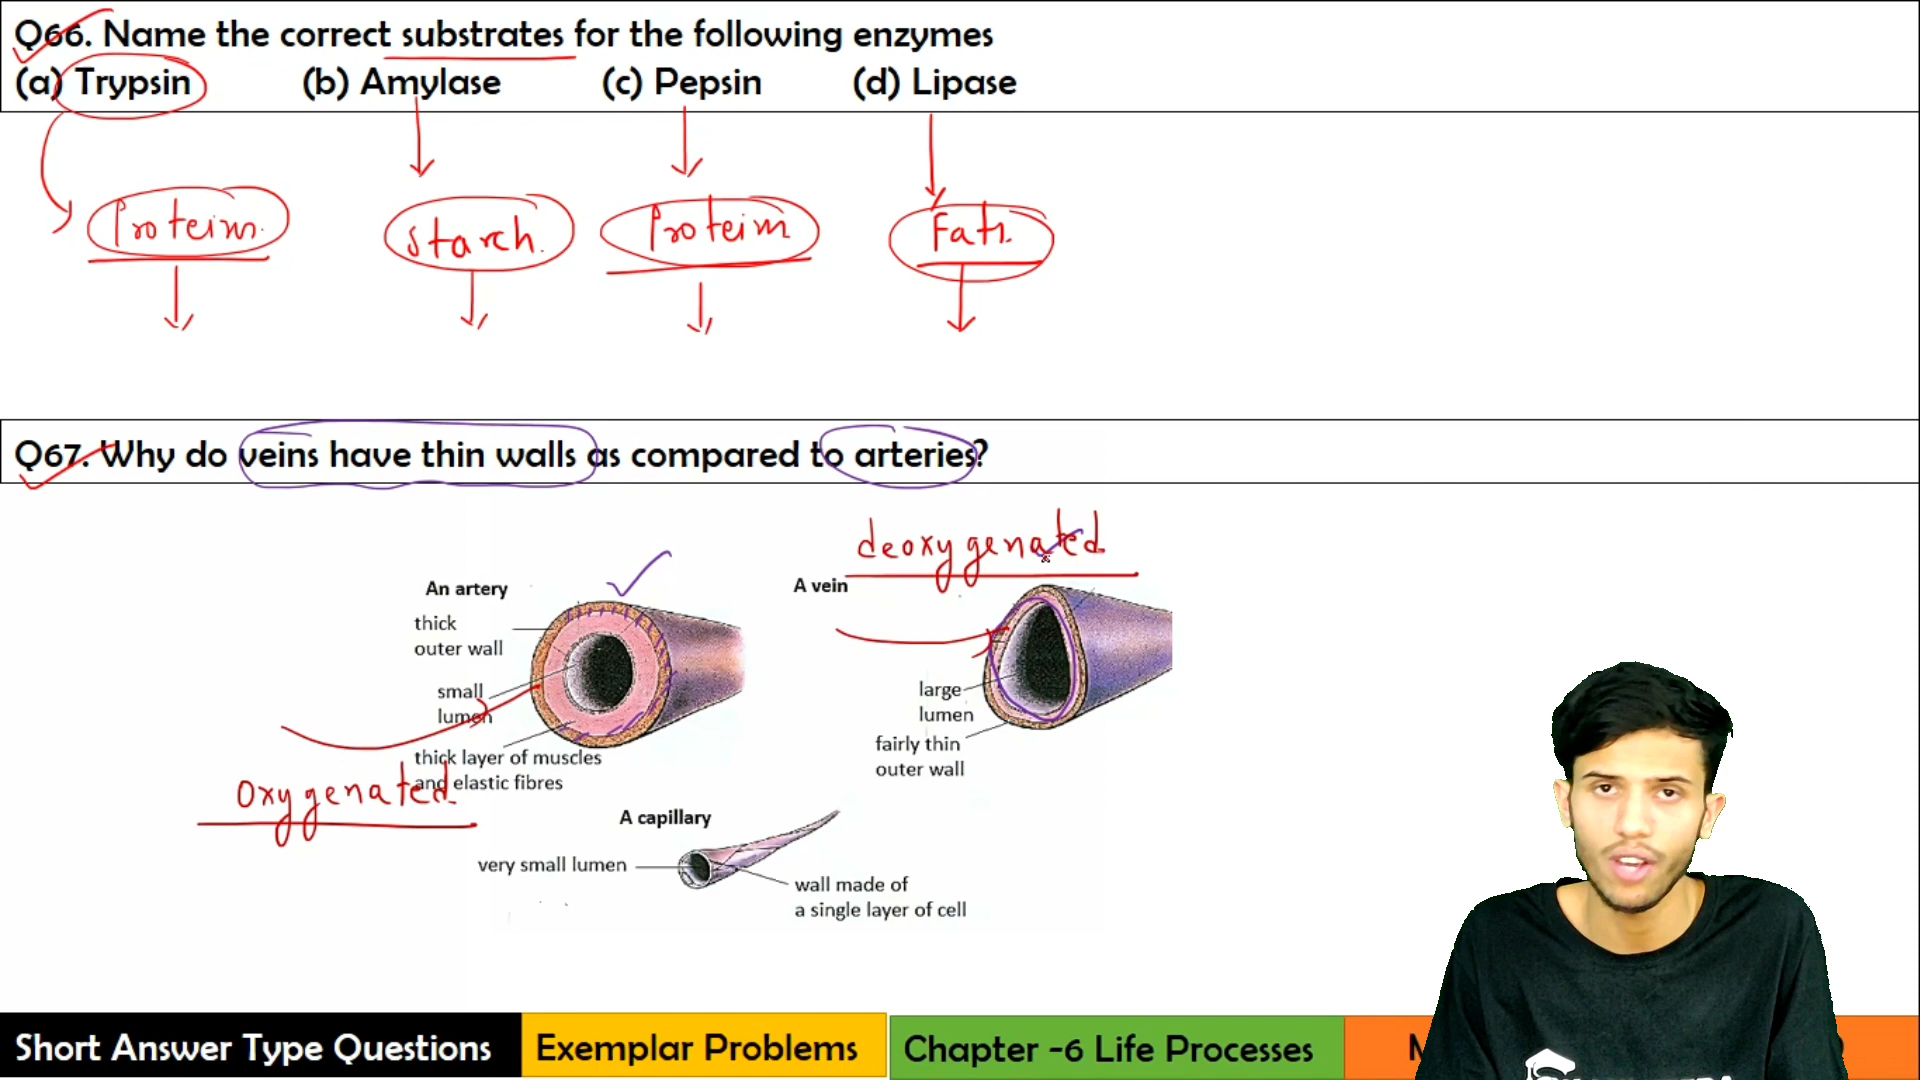 Q66. Name the correct substrates for the following enzymes
(a) Trypsin (b) Amylase (c) Pepsin (d) Lipase
Protein. Starch. Protein Fats.
Q67. Why do veins have thin walls as compared to arteries?
deoxygenated
An artery
A vein
thick
outer wall
small
lumen
large
lumen
fairly thin
outer wall
thick layer of muscles
and elastic fibres
oxygenated
A capillary
very small lumen
wall made of
a single layer of cell
Short Answer Type Questions Exemplar Problems Chapter -6 Life Processes